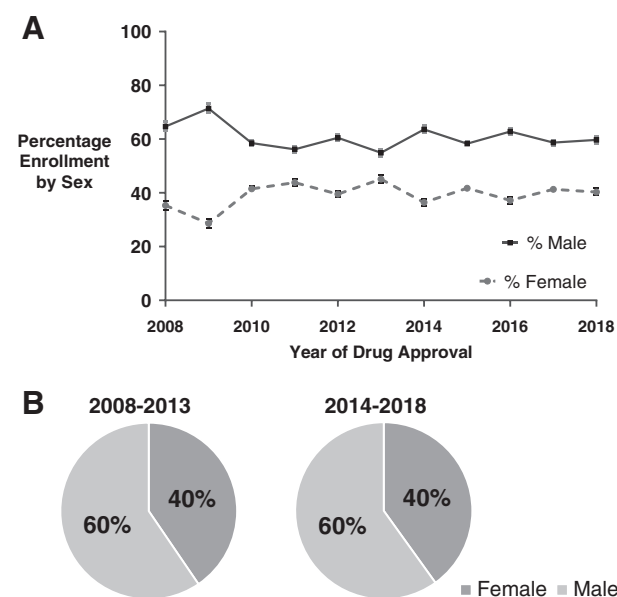 A
100
80
60
40
20
0
Percentage
Enrollment
by Sex
% Male
% Female
2008 2010 2012 2014 2016 2018
Year of Drug Approval
B
2008-2013 2014-2018
40% 60% 40% 60%
Female Male